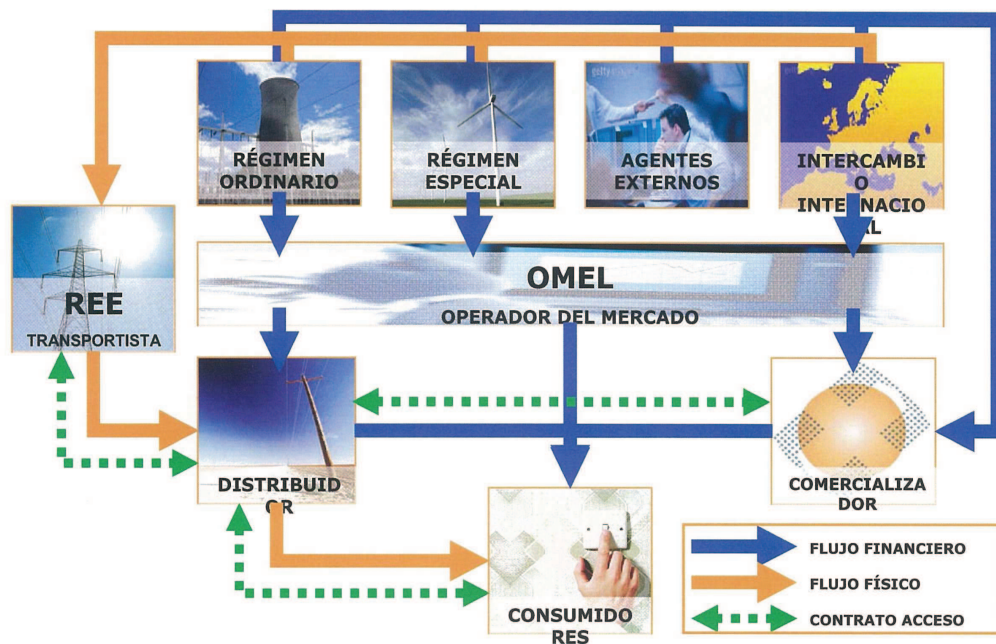 RÉGIMEN
ORDINARIO
RÉGIMEN
ESPECIAL
AGENTES
EXTERNOS
INTERCAMBI
O
INTERNACIO
NAL
REE
TRANSPORTISTA
OMEL
OPERADOR DEL MERCADO
DISTRIBUID
OR
COMERCIALIZA
DOR
CONSUMIDO
RES
FLUJO FINANCIERO
FLUJO FÍSICO
CONTRATO ACCESO